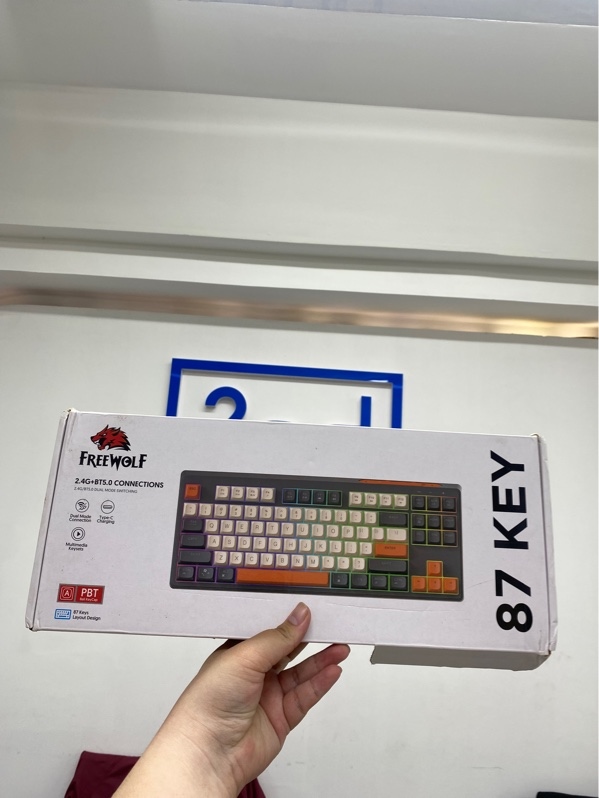 2
FREEWOLF
2.4G+BT5.0 CONNECTIONS
2.4G/BT5.0 DUAL MODE SWITCHING
Dual Mode
Connection
Type-C
Charging
Multimedia
Keysets
A PBT
87 Keys
Layout Design
87 KEY